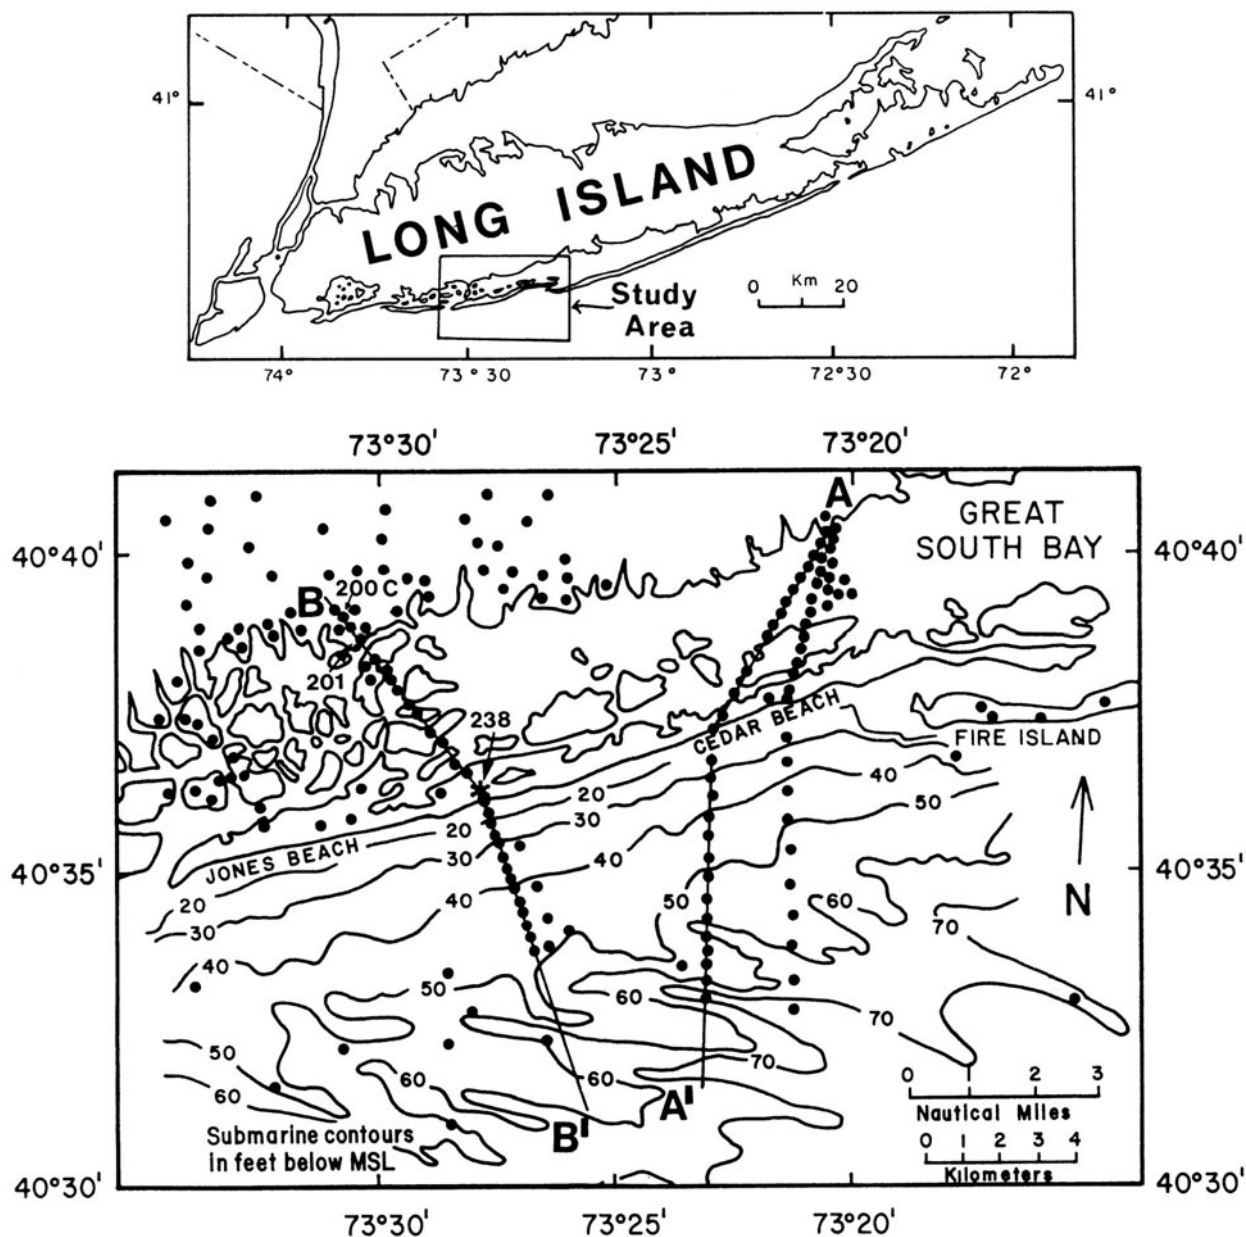 41°
41°
LONG ISLAND
Study
Area
0 Km 20
74° 73°30' 73° 72°30' 72°
73°30' 73°25' 73°20'
A
GREAT
SOUTH BAY
40°40'
40°40'
B
200 C
201
238
CEDAR BEACH
FIRE ISLAND
40
20
50
20
30
JONES BEACH
30
40
40°35'
40°35'
40
20
50
60
N
30
70
40
50
60
70
50
70
60
60
60
0 1 2 3
Nautical Miles
A'
B'
Submarine contours
in feet below MSL
0 1 2 3 4
Kilometers
40°30'
40°30'
73°30' 73°25' 73°20'